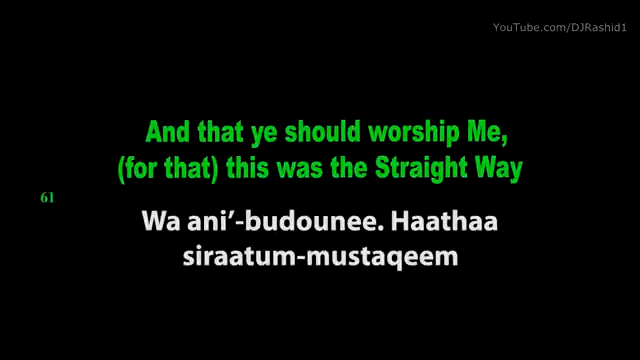 YouTube.com/DJRashid1
And that ye should worship Me,
(for that) this was the Straight Way
61
Wa ani’-budounee. Haathaa
siraatum-mustaqeem